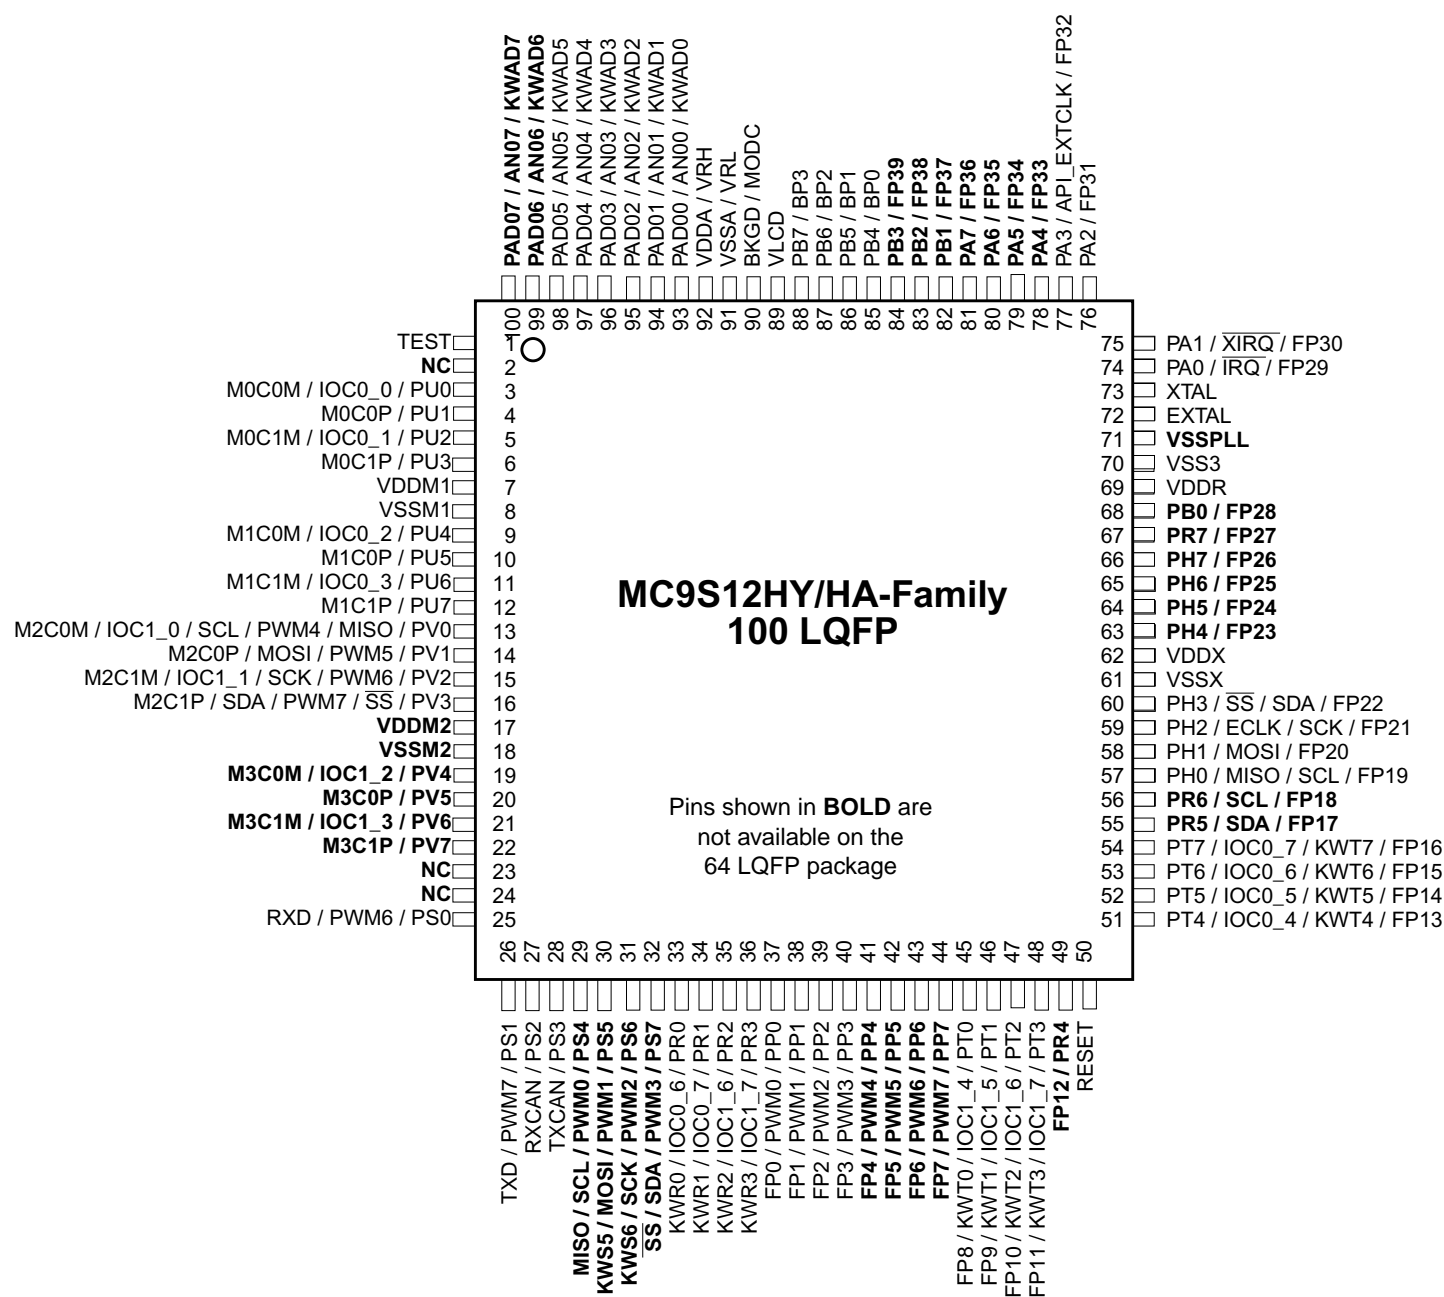 PAD07 / AN07 / KWAD7
PAD06 / AN06 / KWAD6
PAD05 / AN05 / KWAD5
PAD04 / AN04 / KWAD4
PAD03 / AN03 / KWAD3
PAD02 / AN02 / KWAD2
PAD01 / AN01 / KWAD1
PAD00 / AN00 / KWAD0
VDDA / VRH
VSSA / VRL
BKGD / MODC
VLCD
PB7 / BP3
PB6 / BP2
PB5 / BP1
PB4 / BP0
PB3 / FP39
PB2 / FP38
PB1 / FP37
PA7 / FP36
PA6 / FP35
PA5 / FP34
PA4 / FP33
PA3 / API_EXTCLK / FP32
PA2 / FP31
100 99 98 97 96 95 94 93 92 91 90 89 88 87 86 85 84 83 82 81 80 79 78 77 76
TEST 1
NC 2
M0C0M / IOC0_0 / PU0 3
M0C0P / PU1 4
M0C1M / IOC0_1 / PU2 5
M0C1P / PU3 6
VDDM1 7
VSSM1 8
M1C0M / IOC0_2 / PU4 9
M1C0P / PU5 10
M1C1M / IOC0_3 / PU6 11
M1C1P / PU7 12
M2C0M / IOC1_0 / SCL / PWM4 / MISO / PV0 13
M2C0P / MOSI / PWM5 / PV1 14
M2C1M / IOC1_1 / SCK / PWM6 / PV2 15
M2C1P / SDA / PWM7 / SS / PV3 16
VDDM2 17
VSSM2 18
M3C0M / IOC1_2 / PV4 19
M3C0P / PV5 20
M3C1M / IOC1_3 / PV6 21
M3C1P / PV7 22
NC 23
NC 24
RXD / PWM6 / PS0 25
MC9S12HY/HA-Family
100 LQFP
Pins shown in BOLD are
not available on the
64 LQFP package
75 PA1 / XIRQ / FP30
74 PA0 / IRQ / FP29
73 XTAL
72 EXTAL
71 VSSPLL
70 VSS3
69 VDDR
68 PB0 / FP28
67 PR7 / FP27
66 PH7 / FP26
65 PH6 / FP25
64 PH5 / FP24
63 PH4 / FP23
62 VDDX
61 VSSX
60 PH3 / SS / SDA / FP22
59 PH2 / ECLK / SCK / FP21
58 PH1 / MOSI / FP20
57 PH0 / MISO / SCL / FP19
56 PR6 / SCL / FP18
55 PR5 / SDA / FP17
54 PT7 / IOC0_7 / KWT7 / FP16
53 PT6 / IOC0_6 / KWT6 / FP15
52 PT5 / IOC0_5 / KWT5 / FP14
51 PT4 / IOC0_4 / KWT4 / FP13
26 27 28 29 30 31 32 33 34 35 36 37 38 39 40 41 42 43 44 45 46 47 48 49 50
TXD / PWM7 / PS1
RXCAN / PS2
TXCAN / PS3
MISO / SCL / PWM0 / PS4
KWS5 / MOSI / PWM1 / PS5
KWS6 / SCK / PWM2 / PS6
SS / SDA / PWM3 / PS7
KWR0 / IOC0_6 / PR0
KWR1 / IOC0_7 / PR1
KWR2 / IOC1_6 / PR2
KWR3 / IOC1_7 / PR3
FP0 / PWM0 / PP0
FP1 / PWM1 / PP1
FP2 / PWM2 / PP2
FP3 / PWM3 / PP3
FP4 / PWM4 / PP4
FP5 / PWM5 / PP5
FP6 / PWM6 / PP6
FP7 / PWM7 / PP7
FP8 / KWT0 / IOC1_4 / PT0
FP9 / KWT1 / IOC1_5 / PT1
FP10 / KWT2 / IOC1_6 / PT2
FP11 / KWT3 / IOC1_7 / PT3
FP12 / PR4
RESET